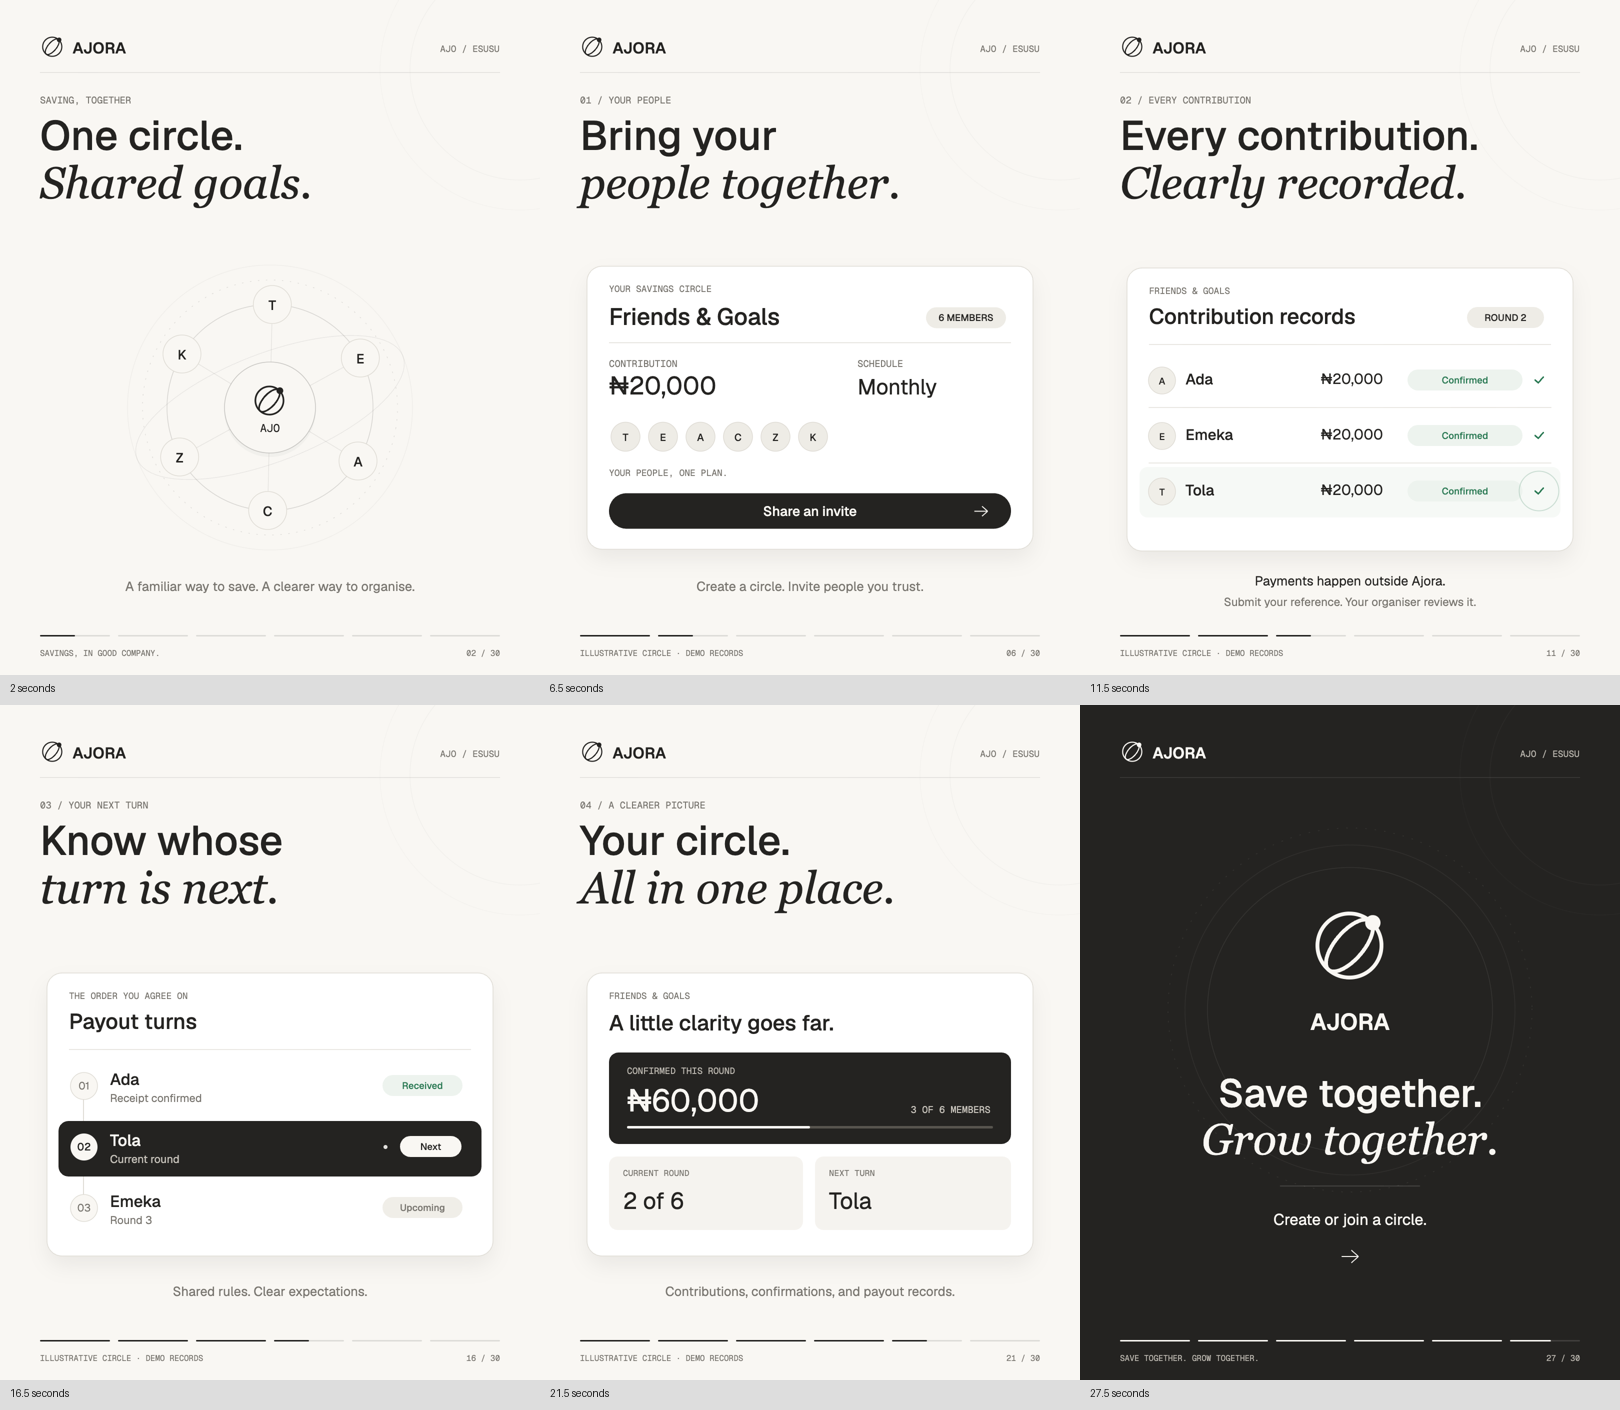 AJORA
AJO / ESUSU
SAVING, TOGETHER
One circle.
Shared goals.
T
K
E
AJO
Z
A
C
A familiar way to save. A clearer way to organise.
SAVINGS, IN GOOD COMPANY.
02 / 30
2 seconds
AJORA
AJO / ESUSU
01 / YOUR PEOPLE
Bring your
people together.
YOUR SAVINGS CIRCLE
Friends & Goals
6 MEMBERS
CONTRIBUTION
SCHEDULE
₦20,000
Monthly
T E A C Z K
YOUR PEOPLE, ONE PLAN.
Share an invite
Create a circle. Invite people you trust.
ILLUSTRATIVE CIRCLE · DEMO RECORDS
06 / 30
6.5 seconds
AJORA
AJO / ESUSU
02 / EVERY CONTRIBUTION
Every contribution.
Clearly recorded.
FRIENDS & GOALS
Contribution records
ROUND 2
A Ada ₦20,000 Confirmed
E Emeka ₦20,000 Confirmed
T Tola ₦20,000 Confirmed
Payments happen outside Ajora.
Submit your reference. Your organiser reviews it.
ILLUSTRATIVE CIRCLE · DEMO RECORDS
11 / 30
11.5 seconds
AJORA
AJO / ESUSU
03 / YOUR NEXT TURN
Know whose
turn is next.
THE ORDER YOU AGREE ON
Payout turns
01 Ada
Receipt confirmed
Received
02 Tola
Current round
Next
03 Emeka
Round 3
Upcoming
Shared rules. Clear expectations.
ILLUSTRATIVE CIRCLE · DEMO RECORDS
16 / 30
16.5 seconds
AJORA
AJO / ESUSU
04 / A CLEARER PICTURE
Your circle.
All in one place.
FRIENDS & GOALS
A little clarity goes far.
CONFIRMED THIS ROUND
₦60,000
3 OF 6 MEMBERS
CURRENT ROUND
2 of 6
NEXT TURN
Tola
Contributions, confirmations, and payout records.
ILLUSTRATIVE CIRCLE · DEMO RECORDS
21 / 30
21.5 seconds
AJORA
AJO / ESUSU
AJORA
Save together.
Grow together.
Create or join a circle.
SAVE TOGETHER. GROW TOGETHER.
27 / 30
27.5 seconds